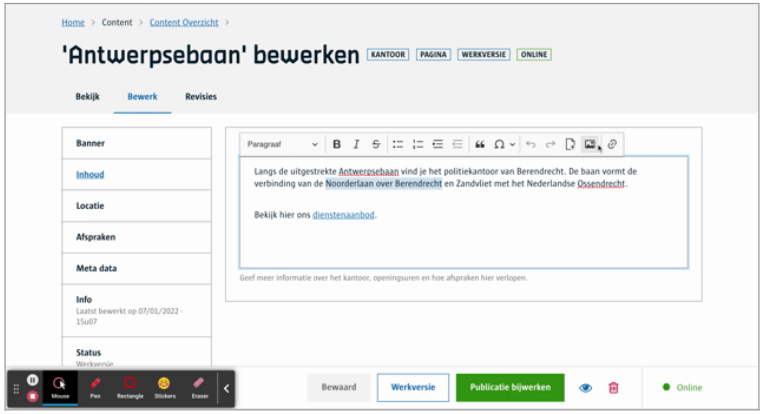 Home > Content > Content Overzicht >
'Antwerpsebaan' bewerken KANTOOR PAGINA WERKVERSIE ONLINE
Bekijk Bewerk Revisies
Banner
Inhoud
Locatie
Afspraken
Meta data
Info
Laatst bewerkt op 07/01/2022 -
15u07
Status
Werkversie
Paragraaf
Langs de uitgestrekte Antwerpsebaan vind je het politiekantoor van Berendrecht. De baan vormt de
verbinding van de Noorderlaan over Berendrecht en Zandvliet met het Nederlandse Ossendrecht.
Bekijk hier ons dienstenaanbod.
Geef meer informatie over het kantoor, openingsuren en hoe afspraken hier verlopen.
Mouse Pen Rectangle Stickers Eraser
Bewaard Werkversie Publicatie bijwerken Online